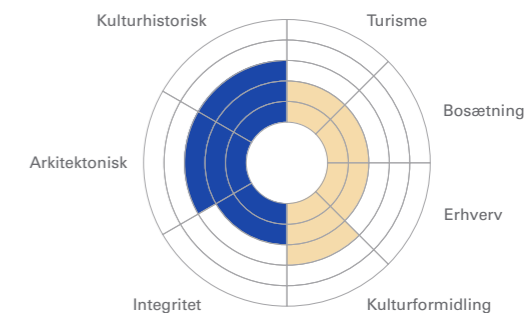 Kulturhistorisk
Turisme
Bosætning
Arkitektonisk
Erhverv
Integritet
Kulturformidling